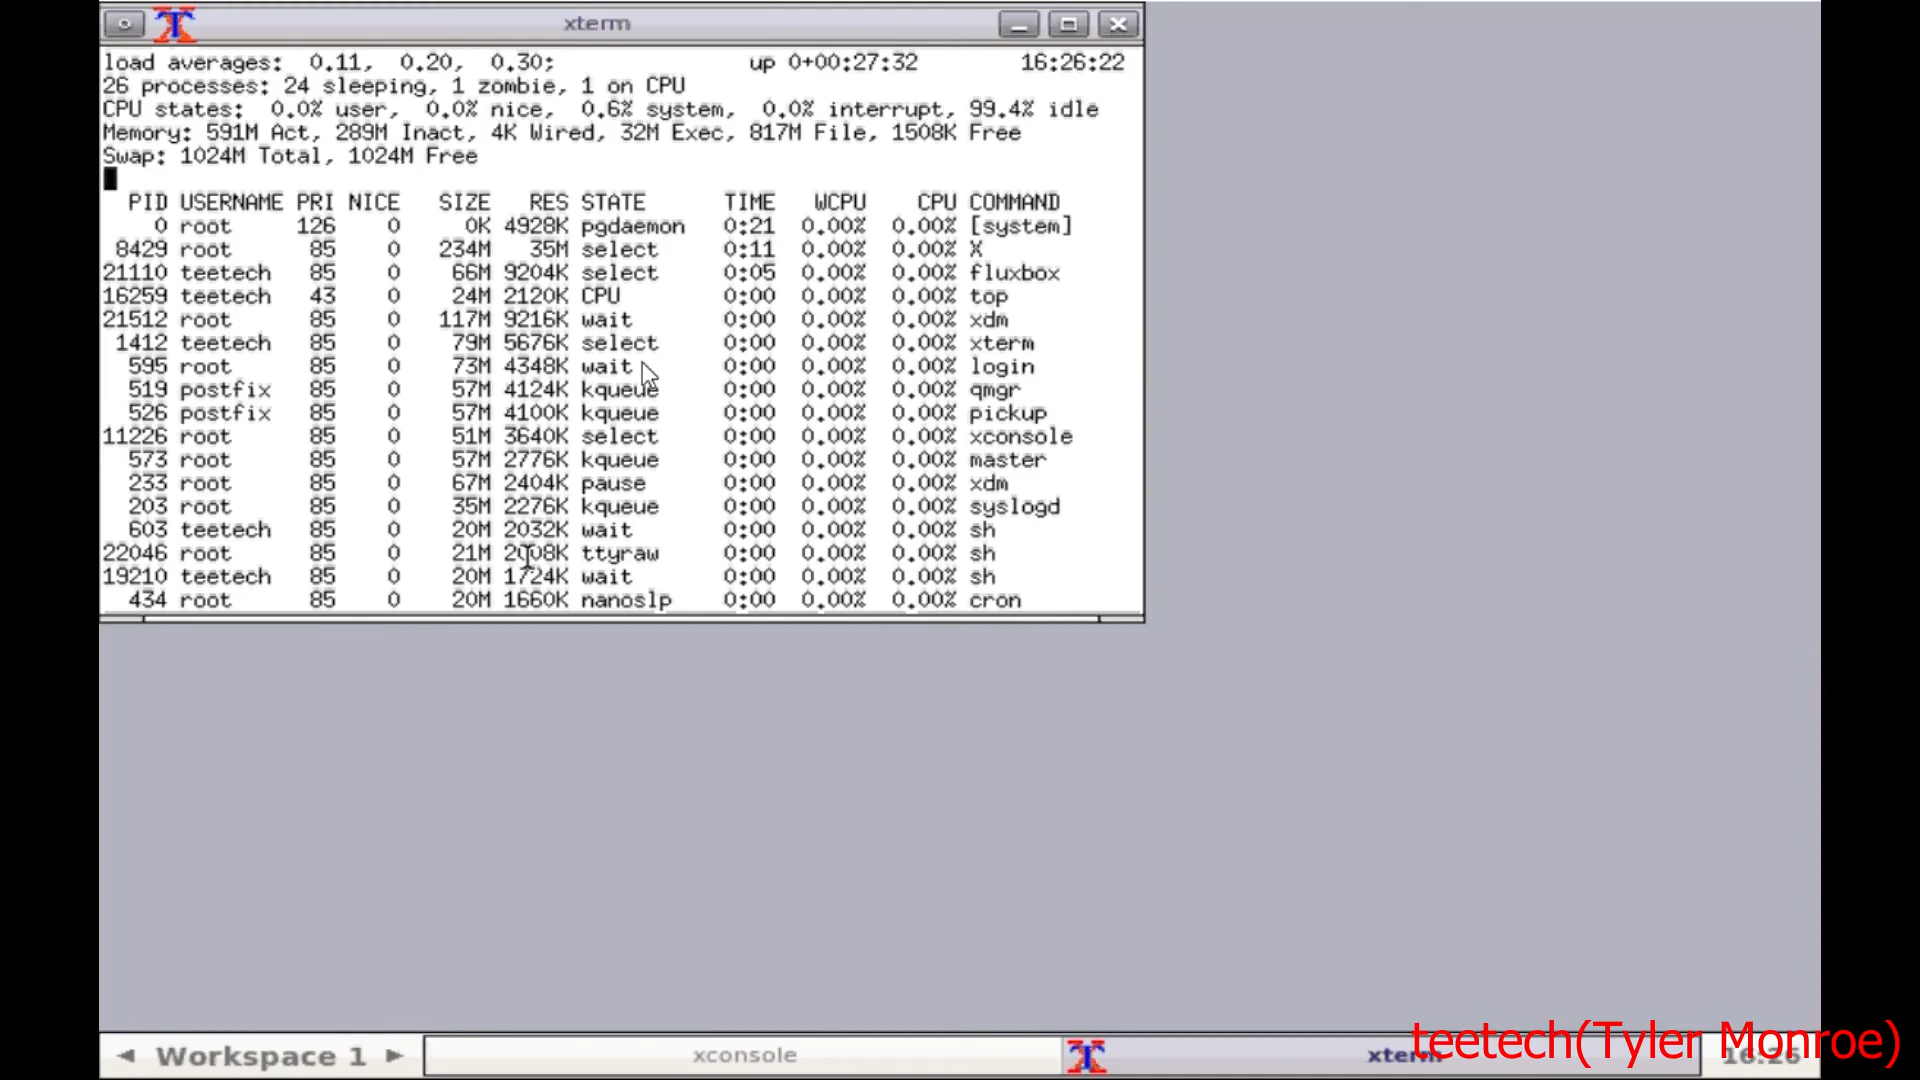 xterm
load averages:  0.11,  0.20,  0.30;               up 0+00:27:32        16:26:22
26 processes: 24 sleeping, 1 zombie, 1 on CPU
CPU states:  0.0% user,  0.0% nice,  0.6% system,  0.0% interrupt, 99.4% idle
Memory: 591M Act, 289M Inact, 4K Wired, 32M Exec, 817M File, 1508K Free
Swap: 1024M Total, 1024M Free
PID USERNAME PRI NICE   SIZE   RES STATE      TIME   WCPU    CPU COMMAND
0 root     126    0     0K 4928K pgdaemon   0:21  0.00%  0.00% [system]
8429 root      85    0   234M   35M select     0:11  0.00%  0.00% X
21110 teetech   85    0    66M 9204K select     0:05  0.00%  0.00% fluxbox
16259 teetech   43    0    24M 2120K CPU        0:00  0.00%  0.00% top
21512 root      85    0   117M 9216K wait       0:00  0.00%  0.00% xdm
1412 teetech   85    0    79M 5676K select     0:00  0.00%  0.00% xterm
595 root      85    0    73M 4348K wait       0:00  0.00%  0.00% login
519 postfix   85    0    57M 4124K kqueue     0:00  0.00%  0.00% qmgr
526 postfix   85    0    57M 4100K kqueue     0:00  0.00%  0.00% pickup
11226 root      85    0    51M 3640K select     0:00  0.00%  0.00% xconsole
573 root      85    0    57M 2776K kqueue     0:00  0.00%  0.00% master
233 root      85    0    67M 2404K pause      0:00  0.00%  0.00% xdm
203 root      85    0    35M 2276K kqueue     0:00  0.00%  0.00% syslogd
603 teetech   85    0    20M 2032K wait       0:00  0.00%  0.00% sh
22046 root      85    0    21M 2008K ttyraw     0:00  0.00%  0.00% sh
19210 teetech   85    0    20M 1724K wait       0:00  0.00%  0.00% sh
434 root      85    0    20M 1660K nanoslp    0:00  0.00%  0.00% cron
Workspace 1 xconsole xterm 16:26
teetech(Tyler Monroe)